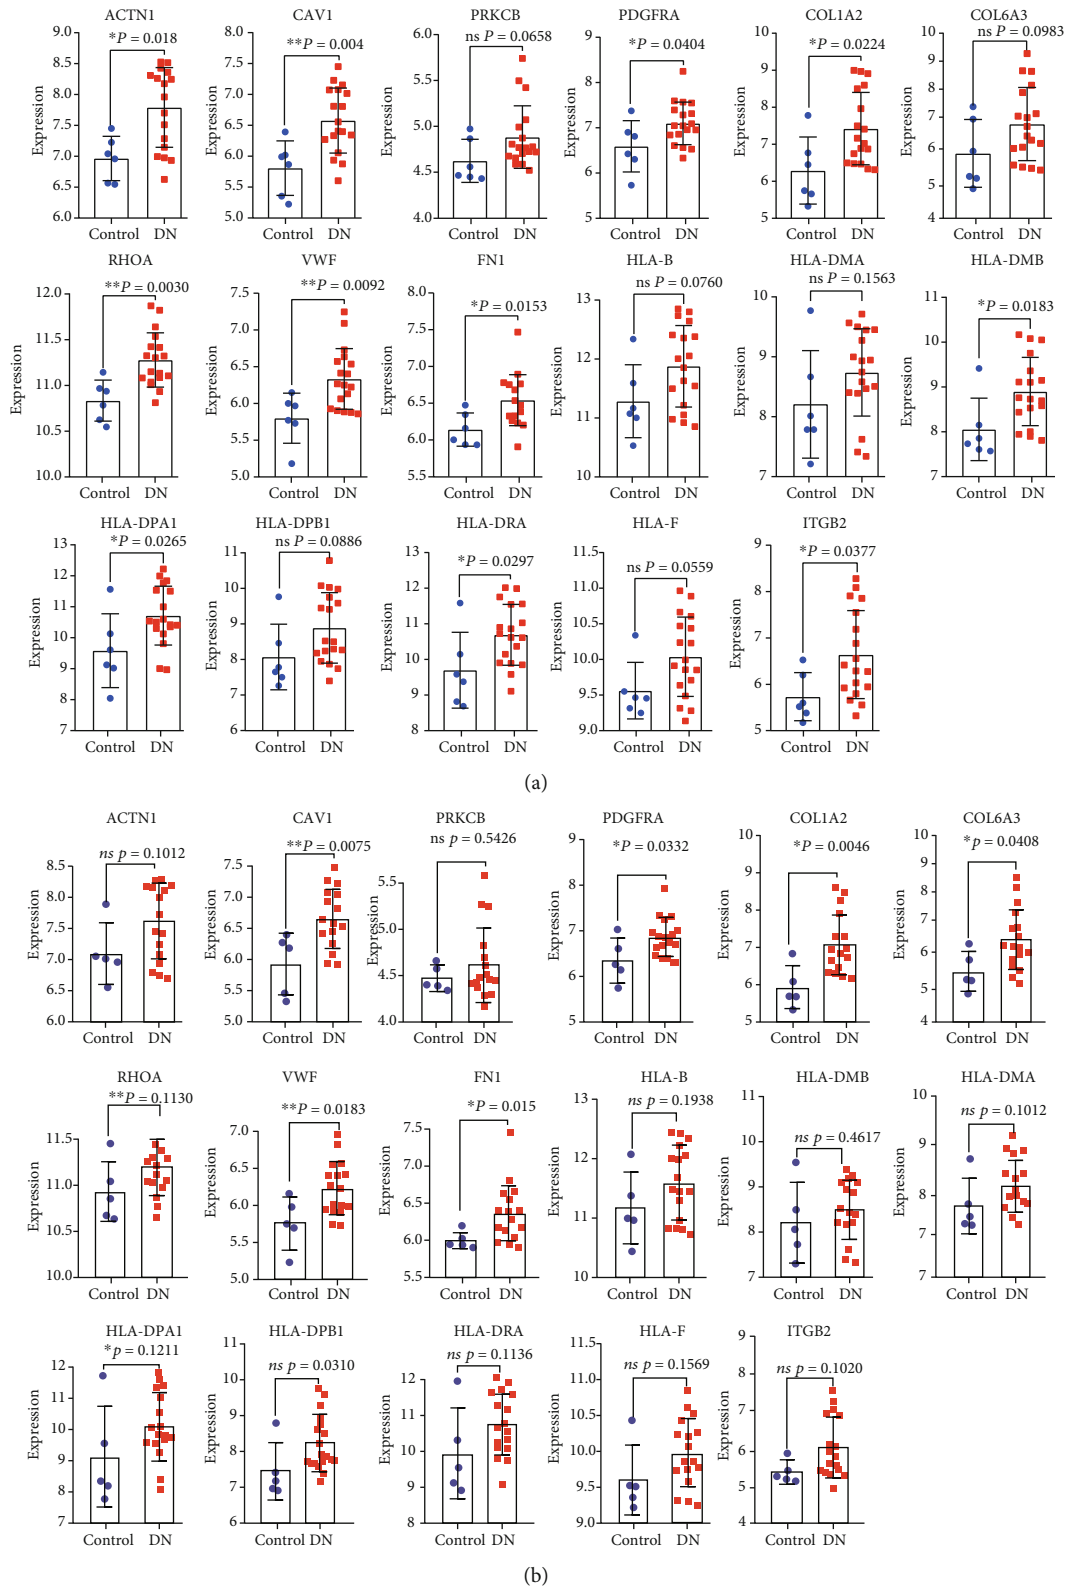 ACTN1 CAV1 PRKCB PDGFRA COL1A2 COL6A3
*P = 0.018 **P = 0.004 ns P = 0.0658 *P = 0.0404 *P = 0.0224 ns P = 0.0983
Expression Expression Expression Expression Expression Expression
9.0 8.5 8.0 7.5 7.0 6.5 6.0
8.0 7.5 7.0 6.5 6.0 5.5 5.0
6.0 5.5 5.0 4.5 4.0
9 8 7 6 5
9 8 7 6 5
10 9 8 7 6 5 4
Control DN Control DN Control DN Control DN Control DN Control DN
RHOA VWF FN1 HLA-B HLA-DMA HLA-DMB
**P = 0.0030 **P = 0.0092 *P = 0.0153 ns P = 0.0760 ns P = 0.1563 *P = 0.0183
Expression Expression Expression Expression Expression Expression
12.0 11.5 11.0 10.5 10.0
7.5 7.0 6.5 6.0 5.5 5.0
8.0 7.5 7.0 6.5 6.0 5.5
13 12 11 10
10 9 8 7
11 10 9 8 7
Control DN Control DN Control DN Control DN Control DN Control DN
HLA-DPA1 HLA-DPB1 HLA-DRA HLA-F ITGB2
*P = 0.0265 ns P = 0.0886 *P = 0.0297 ns P = 0.0559 *P = 0.0377
Expression Expression Expression Expression Expression
13 12 11 10 9 8 7
11 10 9 8 7 6
13 12 11 10 9 8
11.5 11.0 10.5 10.0 9.5 9.0
9 8 7 6 5
Control DN Control DN Control DN Control DN Control DN
(a)
ACTN1 CAV1 PRKCB PDGFRA COL1A2 COL6A3
ns p = 0.1012 **P = 0.0075 ns p = 0.5426 *P = 0.0332 *P = 0.0046 *p = 0.0408
Expression Expression Expression Expression Expression Expression
8.5 8.0 7.5 7.0 6.5 6.0
7.5 7.0 6.5 6.0 5.5 5.0
5.5 5.0 4.5 4.0
9 8 7 6 5
10 9 8 7 6 5
10 9 8 7 6 5 4
Control DN Control DN Control DN Control DN Control DN Control DN
RHOA VWF FN1 HLA-B HLA-DMB HLA-DMA
**P = 0.1130 **P = 0.0183 *P = 0.015 ns p = 0.1938 ns p = 0.4617 ns p = 0.1012
Expression Expression Expression Expression Expression Expression
11.5 11.0 10.5 10.0
7.0 6.5 6.0 5.5 5.0
7.5 7.0 6.5 6.0 5.5
13 12 11 10
10 9 8 7
10 9 8 7 7
Control DN Control DN Control DN Control DN Control DN Control DN
HLA-DPA1 HLA-DPB1 HLA-DRA HLA-F ITGB2
*p = 0.1211 ns p = 0.0310 ns p = 0.1136 ns p = 0.1569 ns p = 0.1020
Expression Expression Expression Expression Expression
12 11 10 9 8 7
11 10 9 8 7 6
12 11 10 9 8
11.5 11.0 10.5 10.0 9.5 9.0
9 8 7 6 5 4
Control DN Control DN Control DN Control DN Control DN
(b)